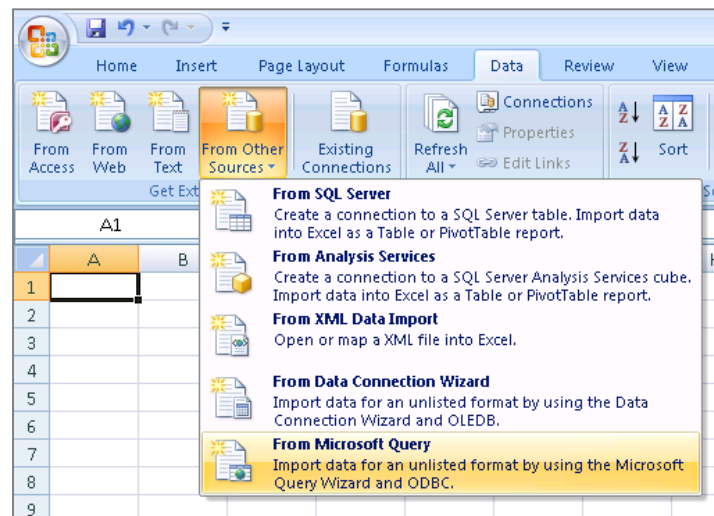 Home Insert Page Layout Formulas Data Review View
From Access
From Web
From Text
From Other Sources
Existing Connections
Refresh All
Connections
Properties
Edit Links
A Z
Z A
A Z
Z A
Sort
Get Ext
S
A1
From SQL Server
Create a connection to a SQL Server table. Import data
into Excel as a Table or PivotTable report.
From Analysis Services
Create a connection to a SQL Server Analysis Services cube.
Import data into Excel as a Table or PivotTable report.
From XML Data Import
Open or map a XML file into Excel.
From Data Connection Wizard
Import data for an unlisted format by using the Data
Connection Wizard and OLEDB.
From Microsoft Query
Import data for an unlisted format by using the Microsoft
Query Wizard and ODBC.
A B
1
2
3
4
5
6
7
8
9